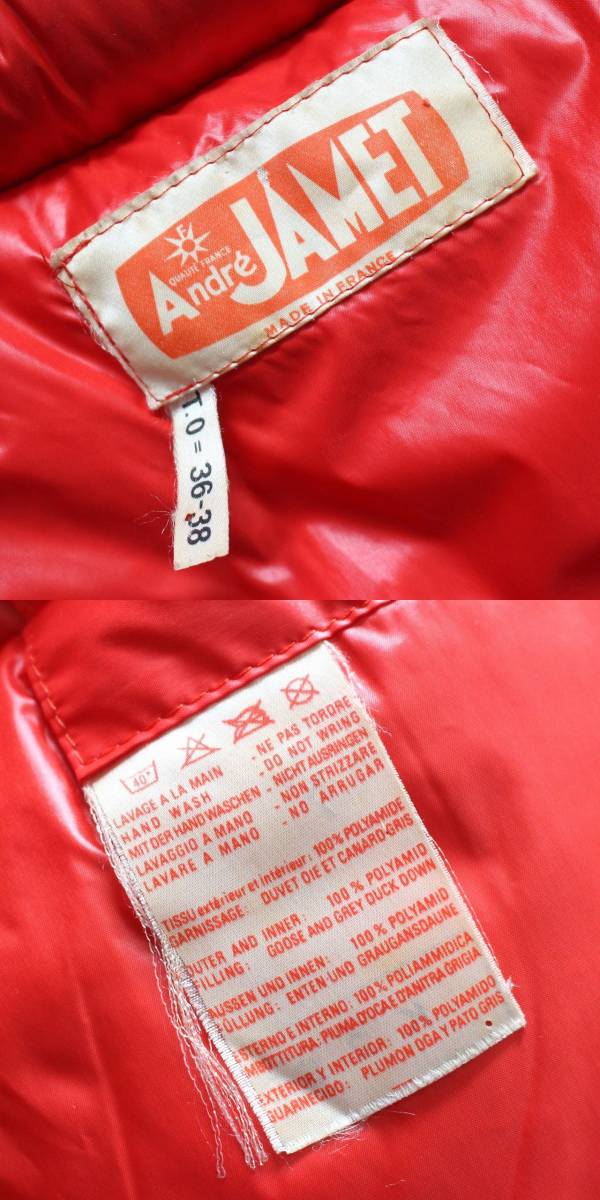 F
QUALITÉ FRANCE
André JAMET
MADE IN FRANCE
T.0 = 36-38
40°
LAVAGE A LA MAIN - NE PAS TORDRE
HAND WASH - DO NOT WRING
MIT DER HAND WASCHEN - NICHT AUSRINGEN
LAVAGGIO A MANO - NON STRIZZARE
LAVARE A MANO - NO ARRUGAR
TISSU extérieur et intérieur: 100% POLYAMIDE
GARNISSAGE: DUVET OIE ET CANARD-GRIS
OUTER AND INNER: 100% POLYAMID
FILLING: GOOSE AND GREY DUCK DOWN
AUSSEN UND INNEN: 100% POLYAMID
FÜLLUNG: ENTEN-UND GRAUGANSDAUNE
ESTERNO E INTERNO: 100% POLIAMMIDICA
IMBOTTITURA: PIUMA D'OCA E D'ANITRA GRIGIA
EXTERIOR Y INTERIOR: 100% POLYAMIDO
GUARNECIDO: PLUMON OGA Y PATO GRIS